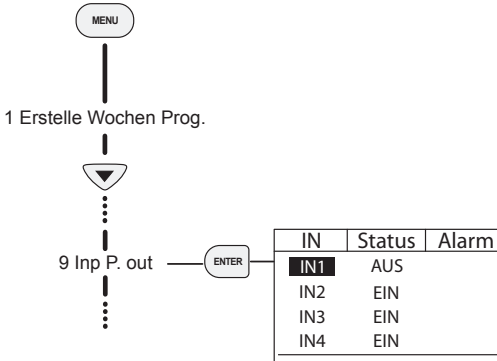 MENU
1 Erstelle Wochen Prog.
9 Inp P. out
ENTER
IN Status Alarm
IN1 AUS
IN2 EIN
IN3 EIN
IN4 EIN